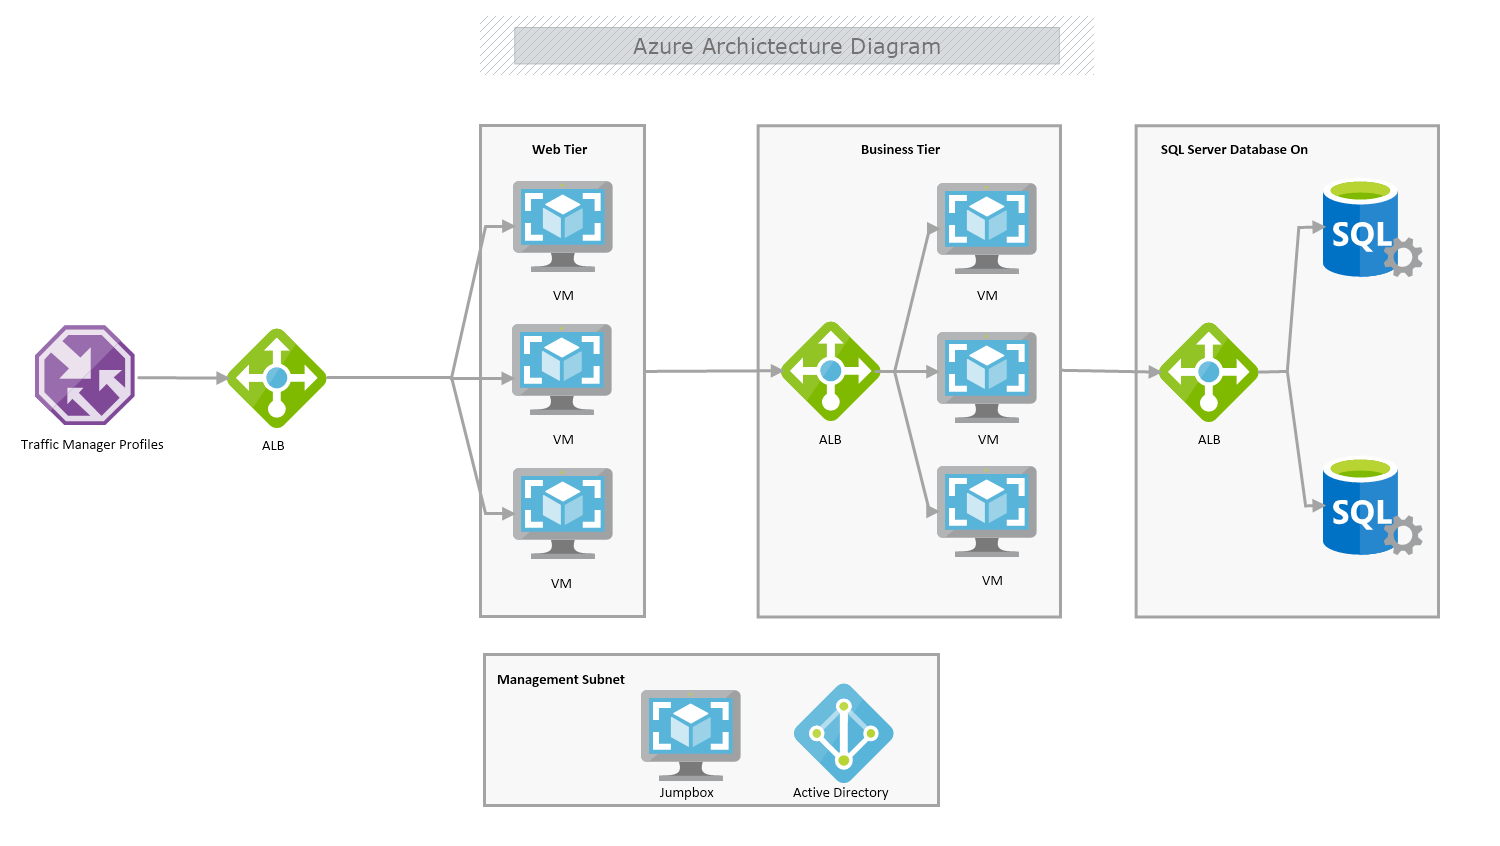 Azure Archictecture Diagram
Web Tier
VM
VM
VM
Business Tier
VM
VM
VM
ALB
SQL Server Database On
SQL
SQL
ALB
Traffic Manager Profiles
ALB
Management Subnet
Jumpbox
Active Directory